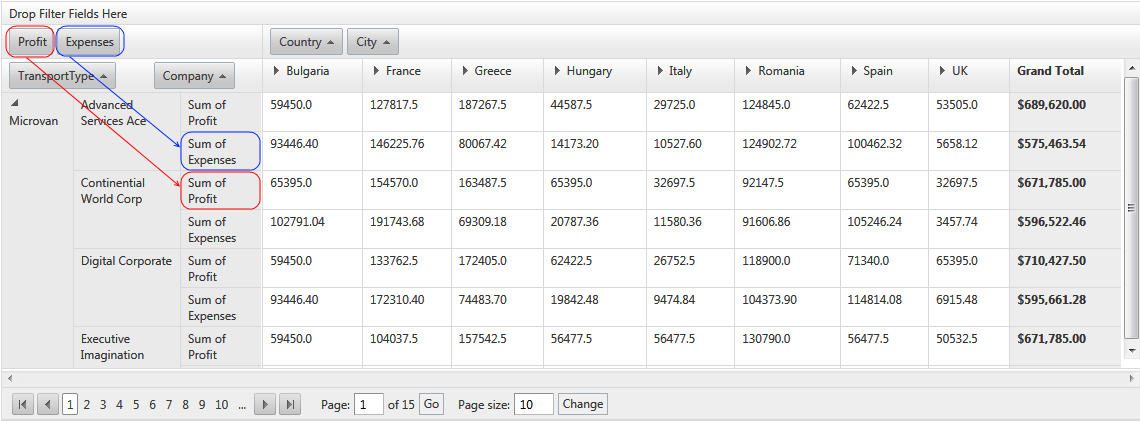 Drop Filter Fields Here
Profit Expenses Country City
TransportType Company Bulgaria France Greece Hungary Italy Romania Spain UK Grand Total
Microvan Advanced Services Ace Sum of Profit 59450.0 127817.5 187267.5 44587.5 29725.0 124845.0 62422.5 53505.0 $689,620.00
Sum of Expenses 93446.40 146225.76 80067.42 14173.20 10527.60 124902.72 100462.32 5658.12 $575,463.54
Continental World Corp Sum of Profit 65395.0 154570.0 163487.5 65395.0 32697.5 92147.5 65395.0 32697.5 $671,785.00
Sum of Expenses 102791.04 191743.68 69309.18 20787.36 11580.36 91606.86 105246.24 3457.74 $596,522.46
Digital Corporate Sum of Profit 59450.0 133762.5 172405.0 62422.5 26752.5 118900.0 71340.0 65395.0 $710,427.50
Sum of Expenses 93446.40 172310.40 74483.70 19842.48 9474.84 104373.90 114814.08 6915.48 $595,661.28
Executive Imagination Sum of Profit 59450.0 104037.5 157542.5 56477.5 56477.5 130790.0 56477.5 50532.5 $671,785.00
1 2 3 4 5 6 7 8 9 10 ... Page: 1 of 15 Go Page size: 10 Change